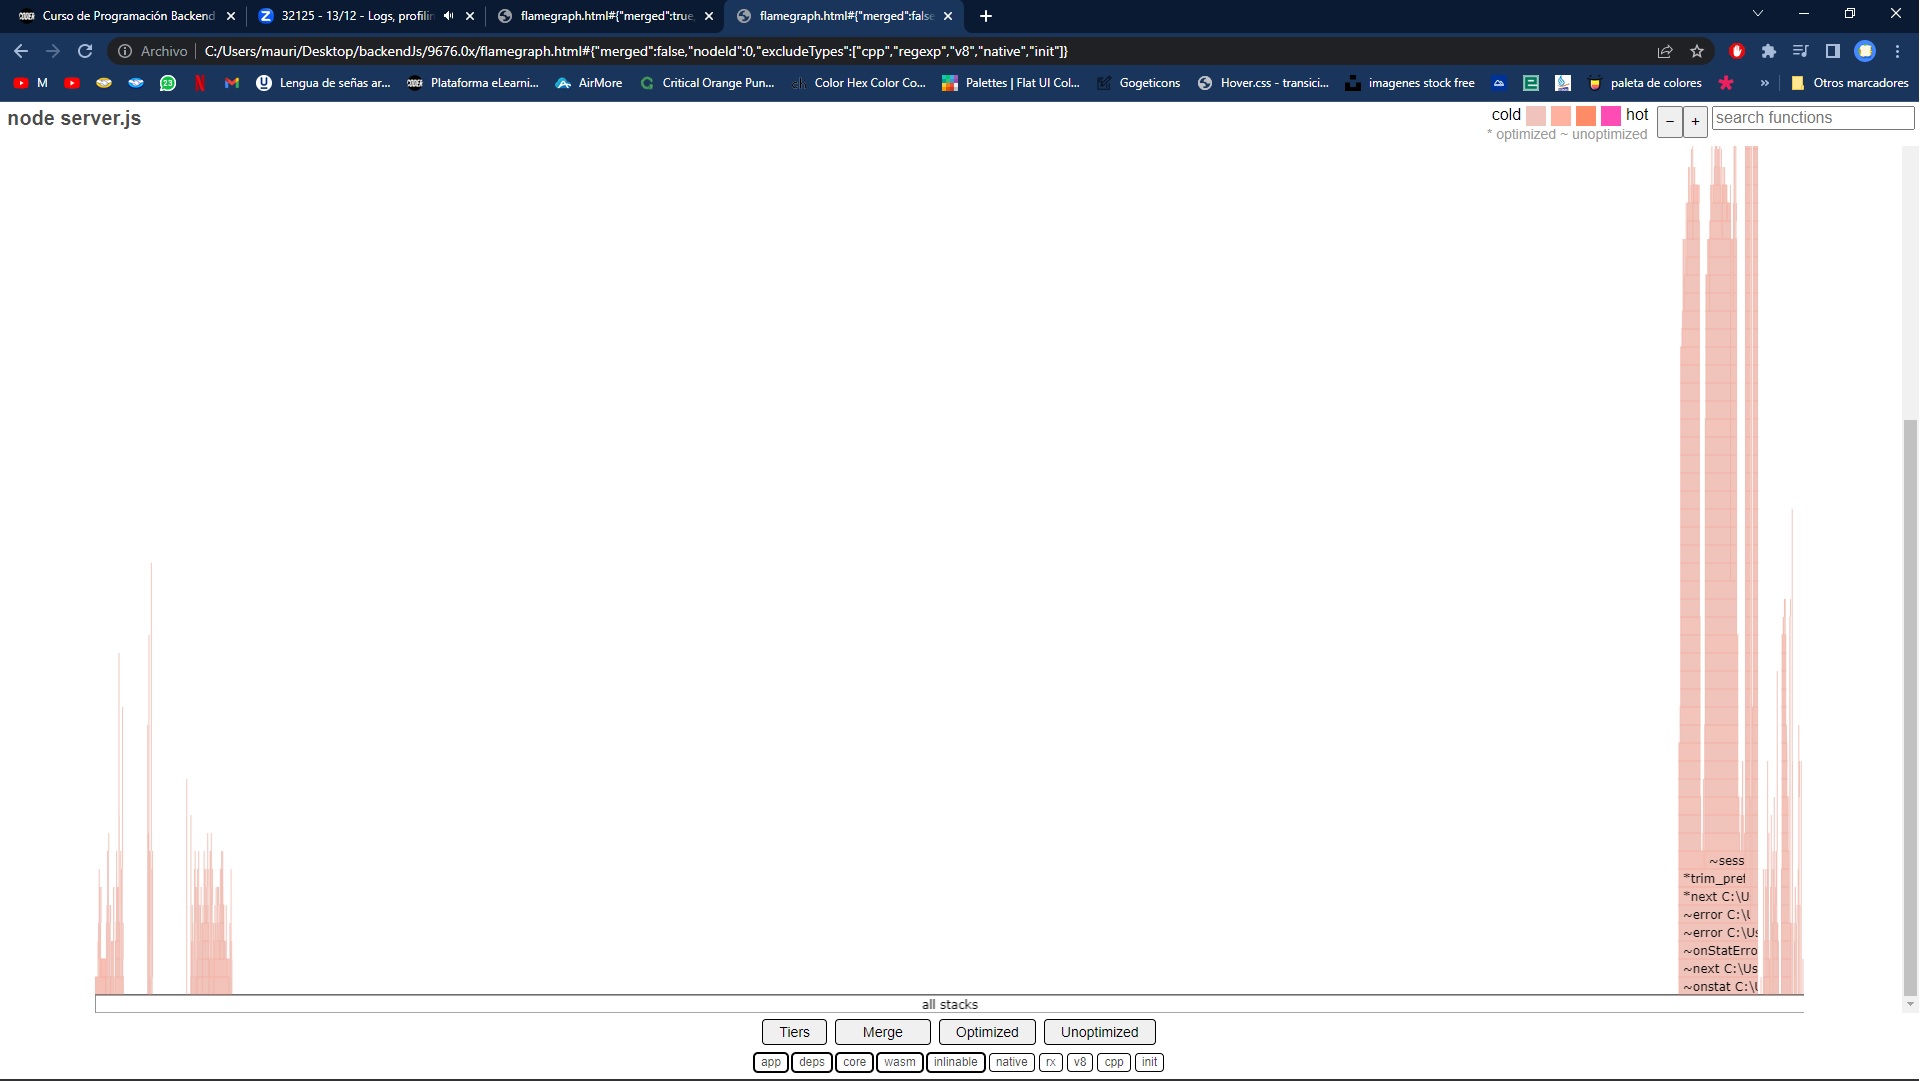 Curso de Programación Backend
32125 - 13/12 - Logs, profilin
flamegraph.html#{"merged":true,
flamegraph.html#{"merged":false
Archivo
C:/Users/mauri/Desktop/backendJs/9676.0x/flamegraph.html#{"merged":false,"nodeId":0,"excludeTypes":["cpp","regexp","v8","native","init"]}
M
23
Lengua de señas ar...
Plataforma eLearni...
AirMore
Critical Orange Pun...
Color Hex Color Co...
Palettes | Flat UI Col...
Gogeticons
Hover.css - transici...
imagenes stock free
paleta de colores
»
Otros marcadores
node server.js
cold
hot
* optimized ~ unoptimized
-
+
search functions
~sess
*trim_pref
*next C:\U
~error C:\U
~error C:\Us
~onStatErro
~next C:\Us
~onstat C:\U
all stacks
Tiers
Merge
Optimized
Unoptimized
app
deps
core
wasm
inlinable
native
rx
v8
cpp
init